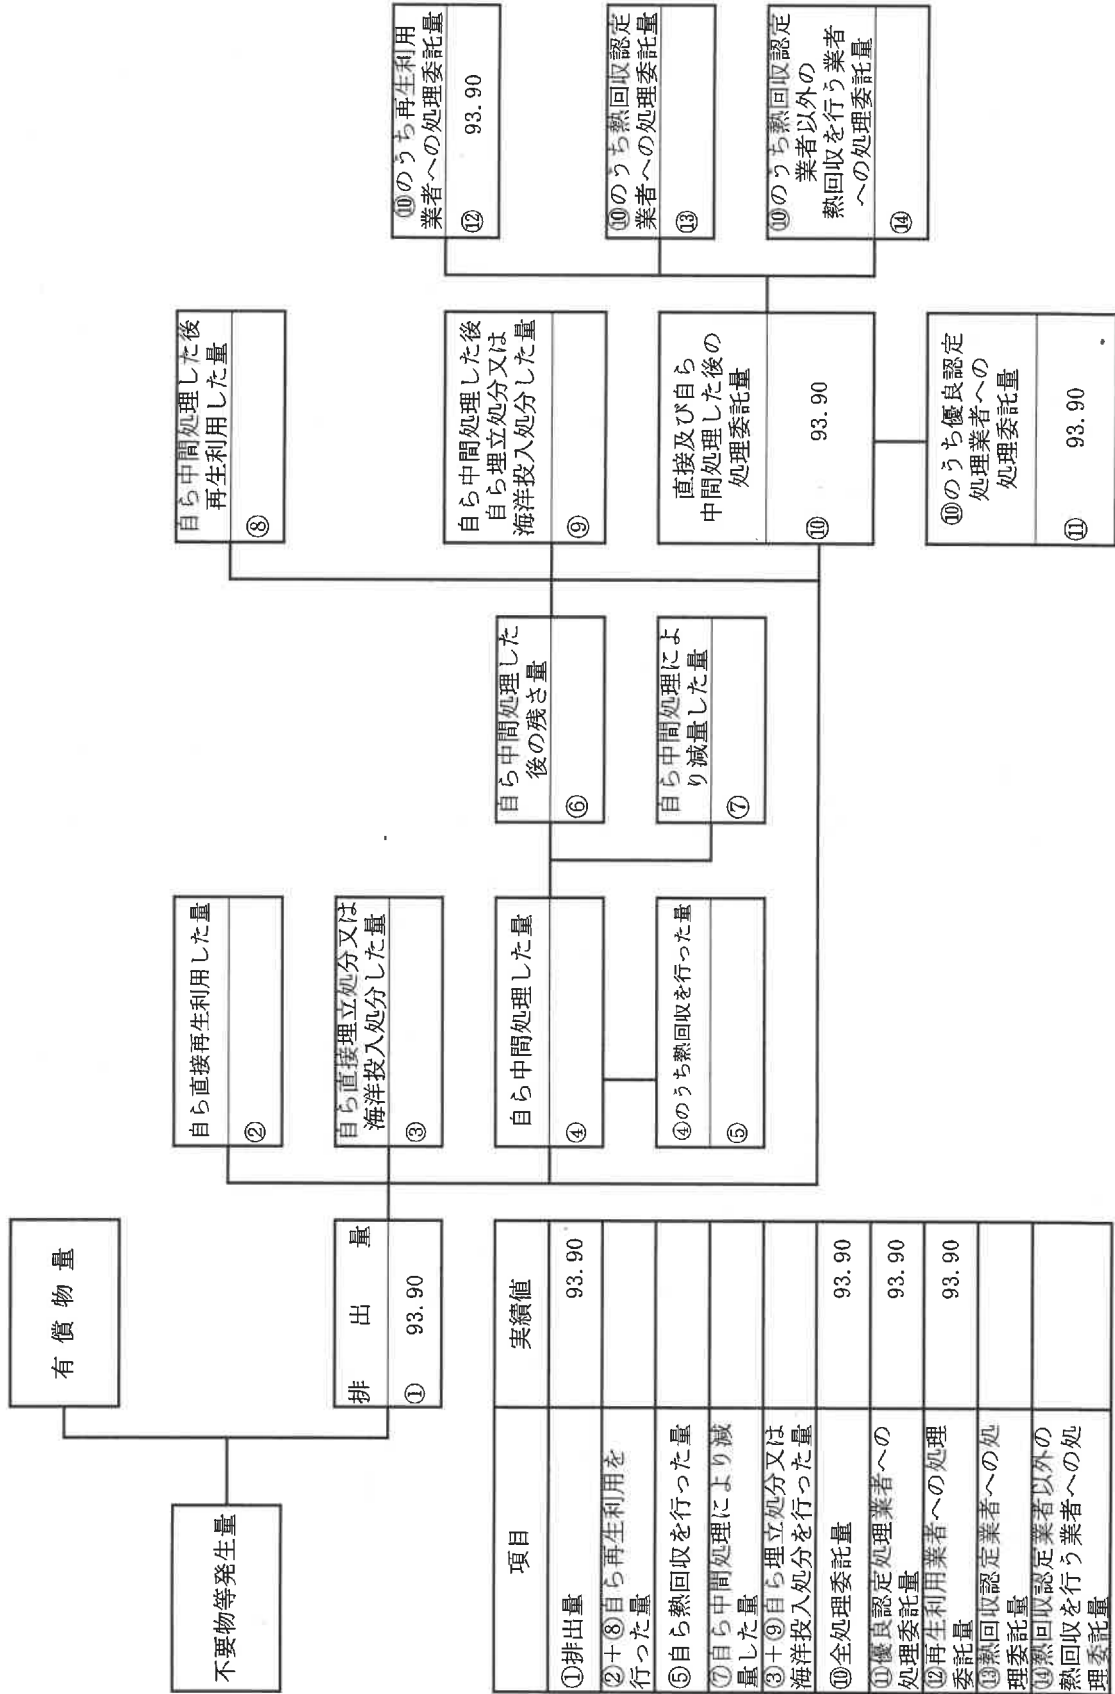 不要物等発生量
有償物量
排出量
① 93.90
自ら直接再生利用した量
②
自ら直接埋立処分又は
海洋投入処分した量
③
自ら中間処理した量
④
④のうち熱回収を行った量
⑤
自ら中間処理した
後の残さ量
⑥
自ら中間処理によ
り減量した量
⑦
自ら中間処理した後
再生利用した量
⑧
自ら中間処理した後
自ら埋立処分又は
海洋投入処分した量
⑨
直接及び自ら
中間処理した後の
処理委託量
⑩ 93.90
⑩のうち優良認定
処理業者への
処理委託量
⑪ 93.90
⑩のうち再生利用
業者への処理委託量
⑫ 93.90
⑩のうち熱回収認定
業者への処理委託量
⑬
⑩のうち熱回収認定
業者以外の
熱回収を行う業者
への処理委託量
⑭
項目 実績値
①排出量 93.90
②+⑧自ら再生利用を
行った量
⑤自ら熱回収を行った量
⑦自ら中間処理により減
量した量
③+⑨自ら埋立処分又は
海洋投入処分を行った量
⑩全処理委託量 93.90
⑪優良認定処理業者への
処理委託量 93.90
⑫再生利用業者への処理
委託量 93.90
⑬熱回収認定業者への処
理委託量
⑭熱回収認定業者以外の
熱回収を行う業者への処
理委託量